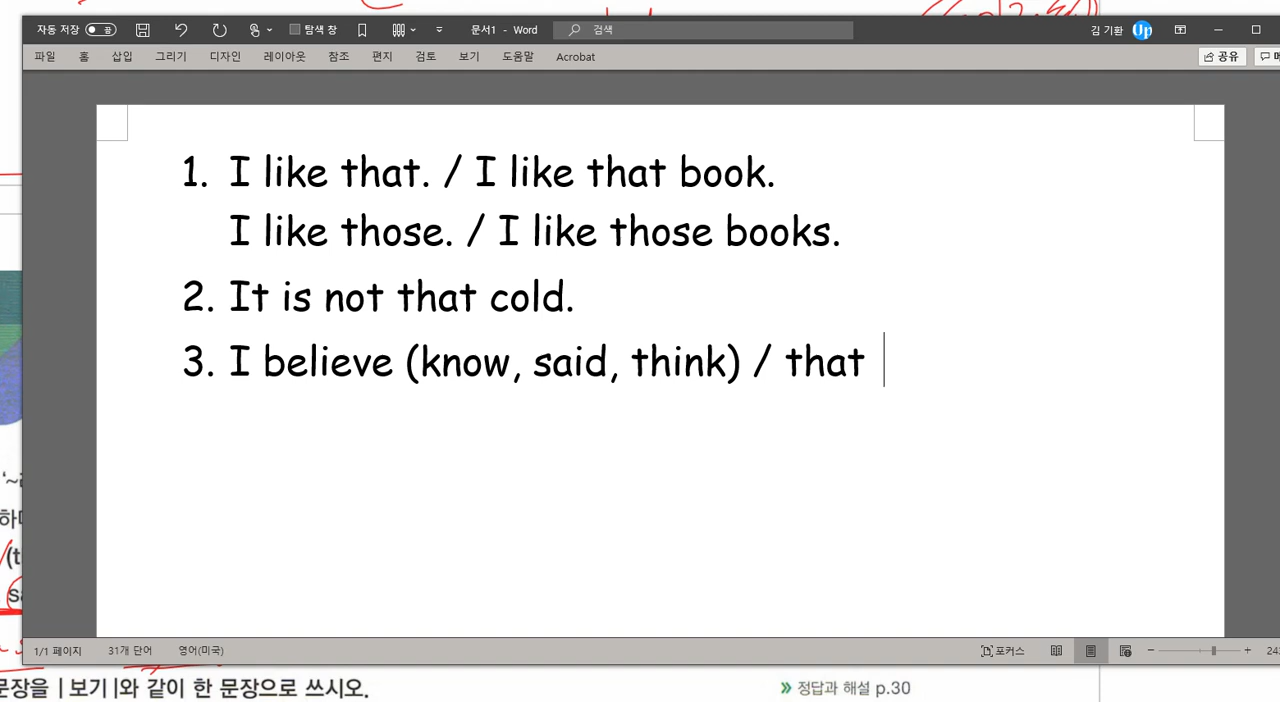 자동 저장 끔 탐색 창 문서1 - Word 검색 김 기환 Up
파일 홈 삽입 그리기 디자인 레이아웃 참조 편지 검토 보기 도움말 Acrobat 공유
1. I like that. / I like that book.
I like those. / I like those books.
2. It is not that cold.
3. I believe (know, said, think) / that
1/1 페이지 31개 단어 영어(미국) 포커스
문장을 | 보기 |와 같이 한 문장으로 쓰시오.
» 정답과 해설 p.30